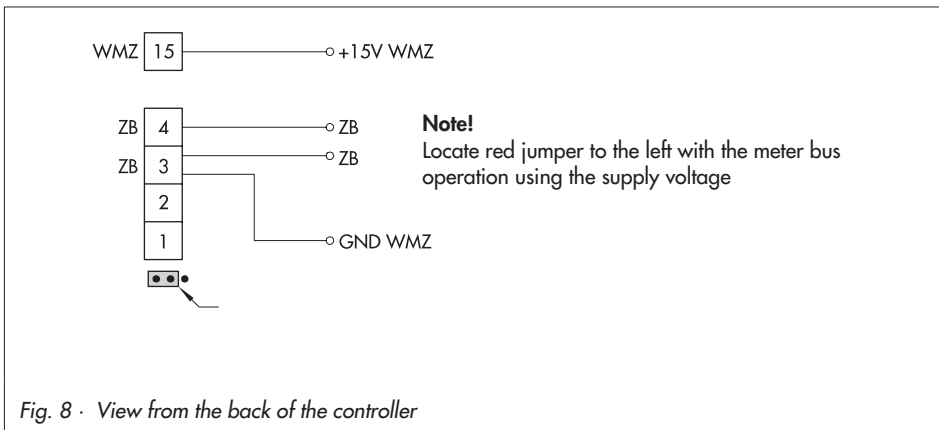 WMZ 15 +15V WMZ
ZB 4 ZB
ZB 3 ZB
2
1 GND WMZ
Note!
Locate red jumper to the left with the meter bus
operation using the supply voltage
Fig. 8 · View from the back of the controller